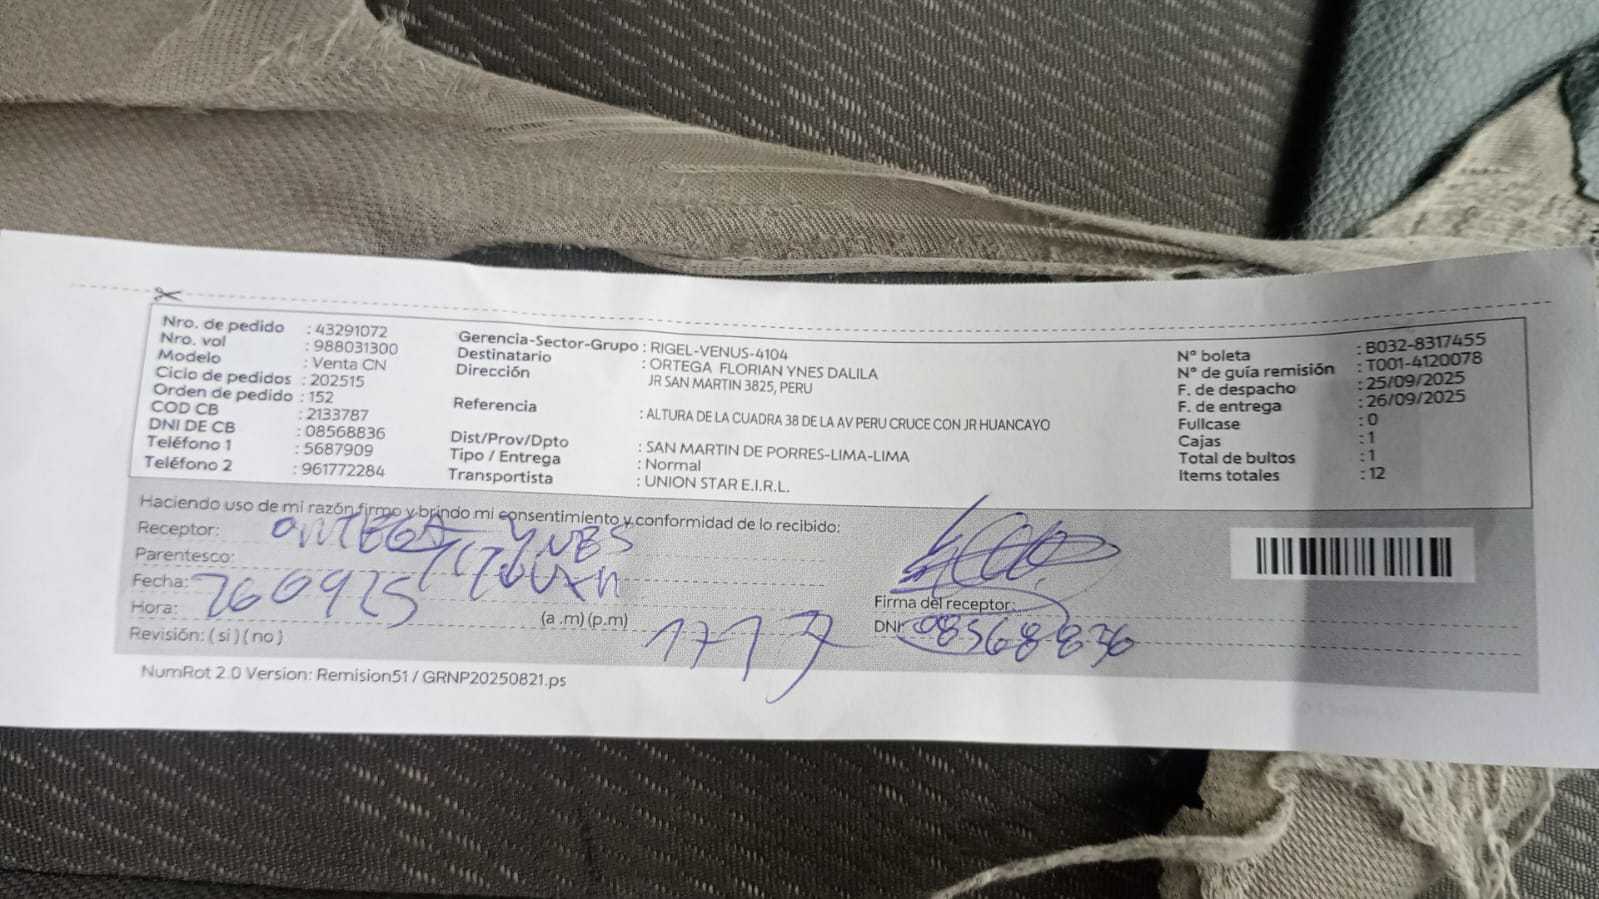 Nro. de pedido : 43291072
Nro. vol : 988031300
Modelo : Venta CN
Ciclo de pedidos : 202515
Orden de pedido : 152
COD CB : 2133787
DNI DE CB : 08568836
Teléfono 1 : 5687909
Teléfono 2 : 961772284
Gerencia-Sector-Grupo : RIGEL-VENUS-4104
Destinatario : ORTEGA FLORIAN YNES DALILA
Dirección JR SAN MARTIN 3825, PERU
Referencia : ALTURA DE LA CUADRA 38 DE LA AV PERU CRUCE CON JR HUANCAYO
Dist/Prov/Dpto : SAN MARTIN DE PORRES-LIMA-LIMA
Tipo / Entrega : Normal
Transportista : UNION STAR E.I.R.L.
N° boleta : B032-8317455
N° de guía remisión : T001-4120078
F. de despacho : 25/09/2025
F. de entrega : 26/09/2025
Fullcase : 0
Cajas : 1
Total de bultos : 1
Items totales : 12
Haciendo uso de mi razón firmo y brindo mi consentimiento y conformidad de lo recibido:
Receptor: ORTEGA YNES
Parentesco: TITULAR
Fecha: 260925
Hora: (a .m) (p.m) 1717
Revisión: ( si ) ( no )
Firma del receptor:
DNI: 08568836
NumRot 2.0 Version: Remision51 / GRNP20250821.ps